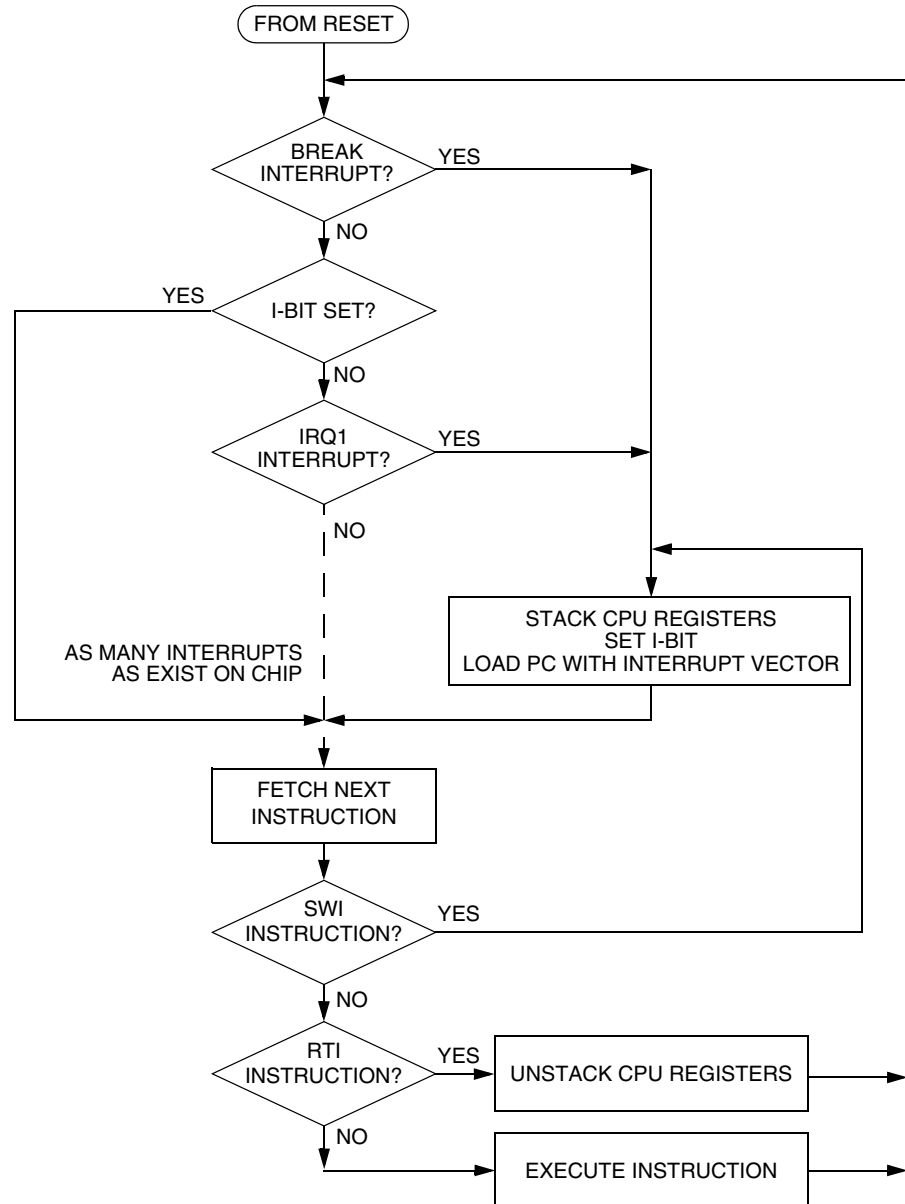 FROM RESET
BREAK
INTERRUPT?
YES
NO
I-BIT SET?
YES
NO
IRQ1
INTERRUPT?
YES
NO
AS MANY INTERRUPTS
AS EXIST ON CHIP
STACK CPU REGISTERS
SET I-BIT
LOAD PC WITH INTERRUPT VECTOR
FETCH NEXT
INSTRUCTION
SWI
INSTRUCTION?
YES
NO
RTI
INSTRUCTION?
YES
UNSTACK CPU REGISTERS
NO
EXECUTE INSTRUCTION